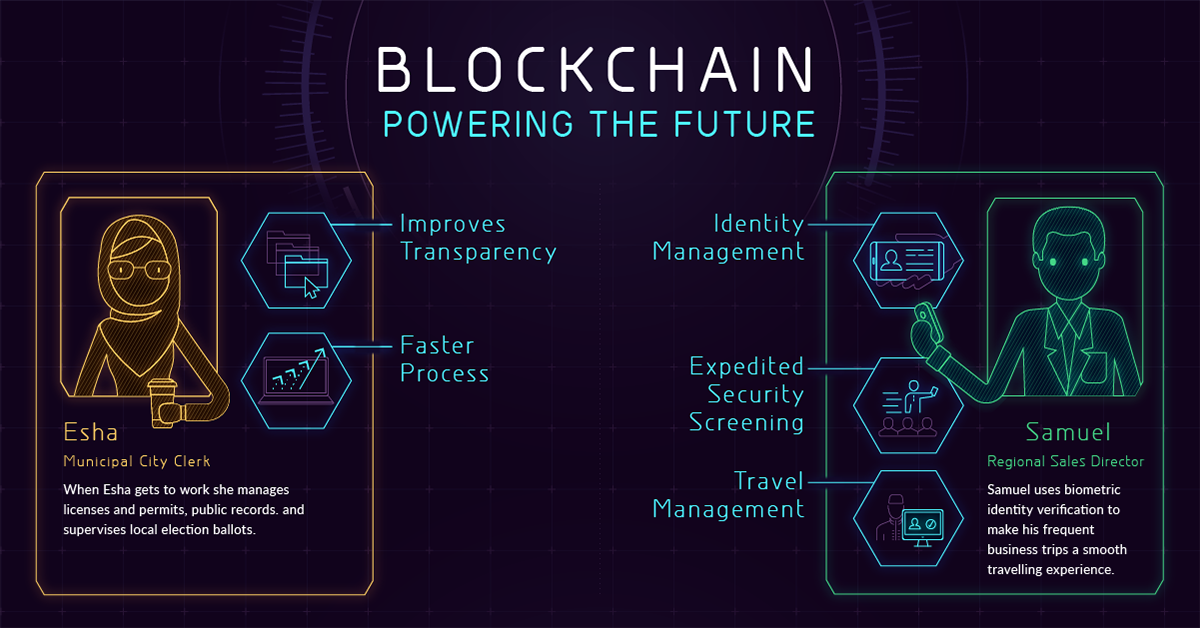 BLOCKCHAIN
POWERING THE FUTURE
Improves
Transparency
Faster
Process
Esha
Municipal City Clerk
When Esha gets to work she manages
licenses and permits, public records. and
supervises local election ballots.
Identity
Management
Expedited
Security
Screening
Travel
Management
Samuel
Regional Sales Director
Samuel uses biometric
identity verification to
make his frequent
business trips a smooth
travelling experience.